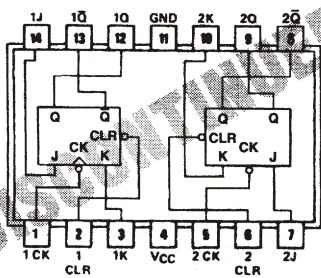 1J 1Q̅ 1Q GND 2K 2Q 2Q̅
14 13 12 11 10 9 8
Q Q̅ Q Q̅
CLR CLR
CK CK
J K K J
1 2 3 4 5 6 7
1 CK 1 1K VCC 2 CK 2 2J
CLR CLR
DISCONTINUED